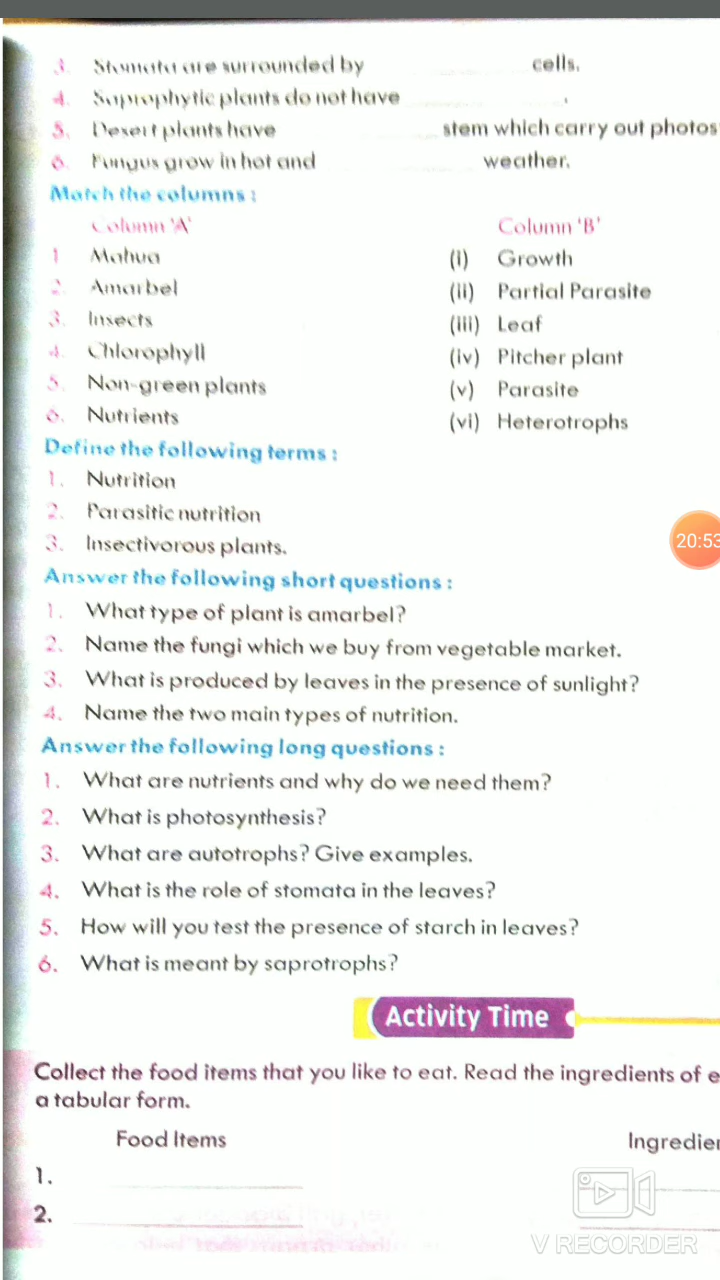 3. Stomata are surrounded by ____________ cells.
4. Saprophytic plants do not have ____________.
5. Desert plants have ____________ stem which carry out photos
6. Fungus grow in hot and ____________ weather.
Match the columns :
Column 'A' Column 'B'
1 Mahua (i) Growth
2. Amarbel (ii) Partial Parasite
3. Insects (iii) Leaf
4. Chlorophyll (iv) Pitcher plant
5. Non-green plants (v) Parasite
6. Nutrients (vi) Heterotrophs
Define the following terms :
1. Nutrition
2. Parasitic nutrition
3. Insectivorous plants.
20:53
Answer the following short questions :
1. What type of plant is amarbel?
2. Name the fungi which we buy from vegetable market.
3. What is produced by leaves in the presence of sunlight?
4. Name the two main types of nutrition.
Answer the following long questions :
1. What are nutrients and why do we need them?
2. What is photosynthesis?
3. What are autotrophs? Give examples.
4. What is the role of stomata in the leaves?
5. How will you test the presence of starch in leaves?
6. What is meant by saprotrophs?
Activity Time
Collect the food items that you like to eat. Read the ingredients of e
a tabular form.
Food Items Ingredie
1.
2.
V RECORDER